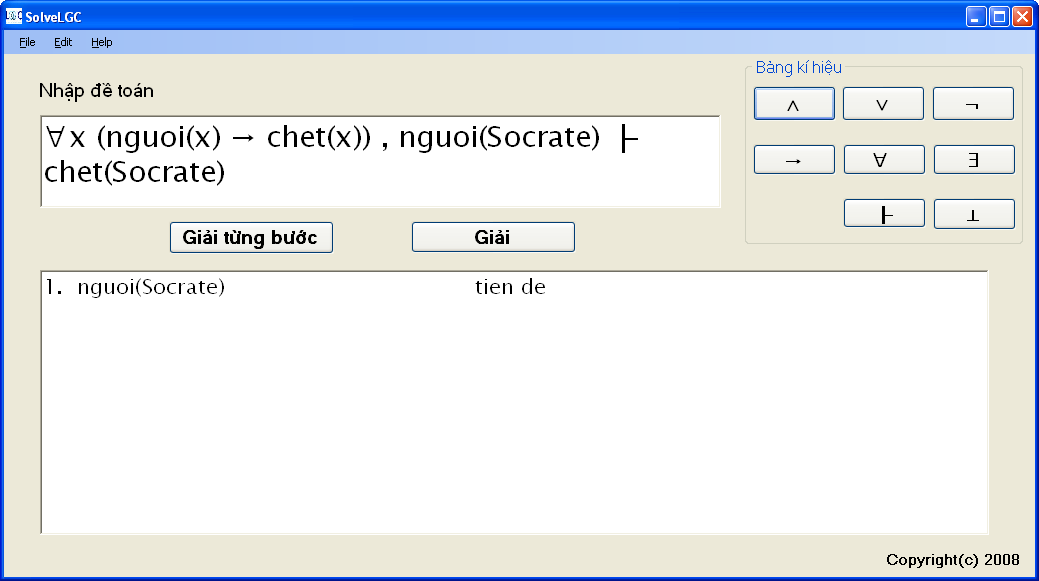 SolveLGC
File Edit Help
Nhập đề toán
∀x (nguoi(x) → chet(x)) , nguoi(Socrate) ├
chet(Socrate)
Giải từng bước
Giải
Bảng kí hiệu
∧ ∨ ¬
→ ∀ ∃
├ ⊥
1. nguoi(Socrate) tien de
Copyright(c) 2008